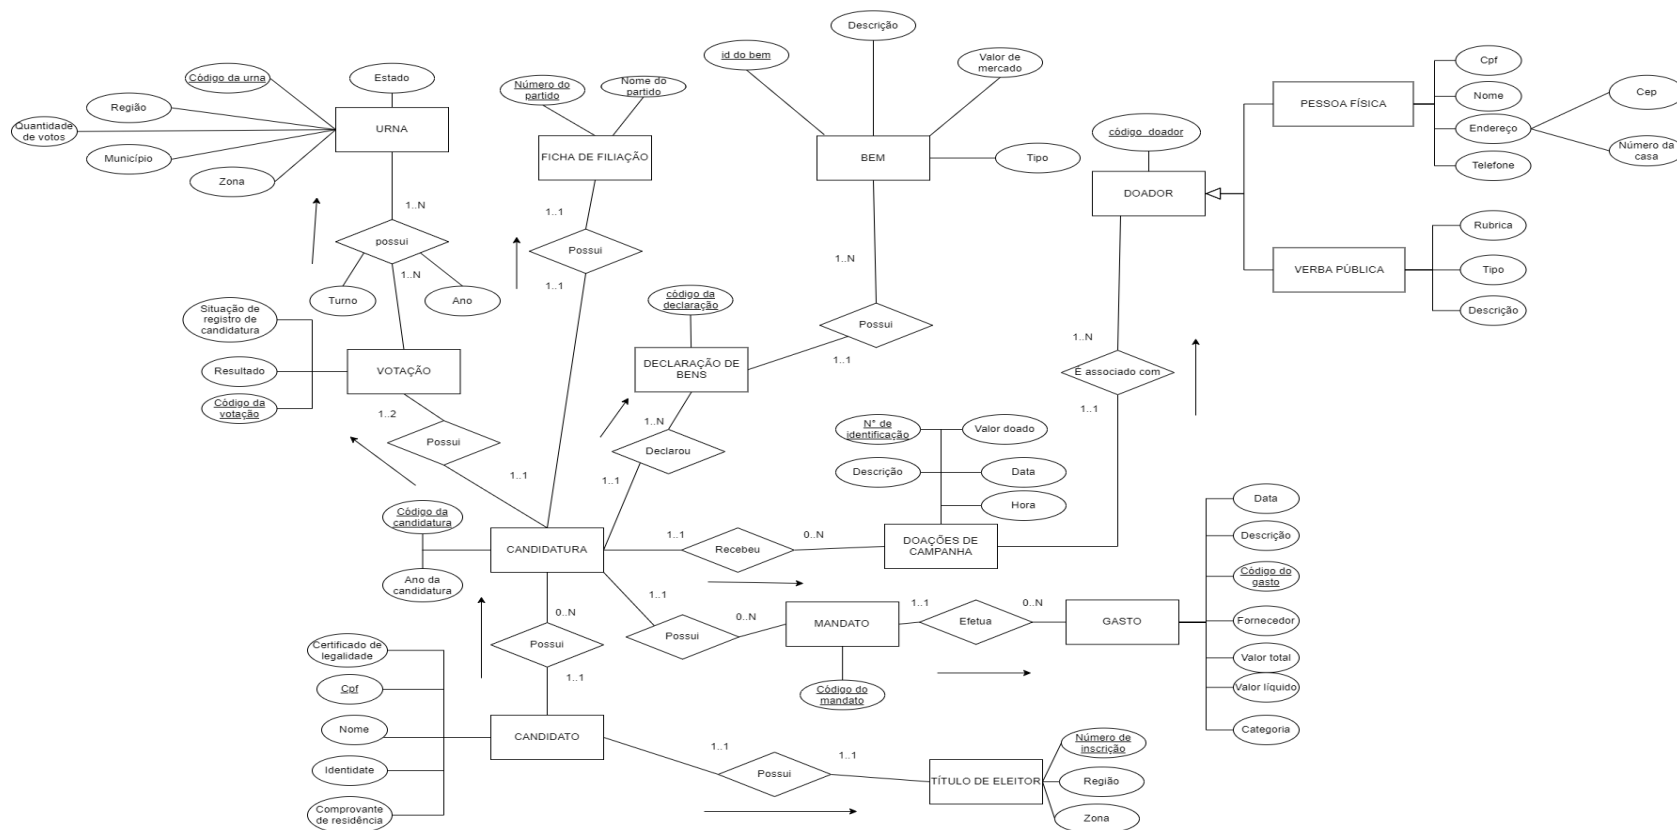 Descrição
id do bem
Valor de
mercado
Tipo
BEM
Código da urna
Estado
Região
Quantidade
de votos
Município
Zona
URNA
1..N
possui
1..N
Turno
Ano
Número do
partido
Nome do
partido
FICHA DE FILIAÇÃO
1..1
Possui
1..1
código doador
DOADOR
PESSOA FÍSICA
Cpf
Nome
Endereço
Telefone
Cep
Número da
casa
VERBA PÚBLICA
Rubrica
Tipo
Descrição
1..N
Possui
1..1
código da
declaração
DECLARAÇÃO DE
BENS
1..N
Declarou
1..1
Situação de
registro de
candidatura
Resultado
Código da
votação
VOTAÇÃO
1..2
Possui
1..1
1..N
É associado com
1..1
N° de
identificação
Valor doado
Descrição
Data
Hora
DOAÇÕES DE
CAMPANHA
Código da
candidatura
Ano da
candidatura
CANDIDATURA
1..1
Recebeu
0..N
1..1
Possui
0..N
MANDATO
Código do
mandato
1..1
Efetua
0..N
GASTO
Data
Descrição
Código do
gasto
Fornecedor
Valor total
Valor líquido
Categoria
0..N
Possui
1..1
Certificado de
legalidade
Cpf
Nome
Identidate
Comprovante
de residência
CANDIDATO
1..1
Possui
1..1
TÍTULO DE ELEITOR
Número de
inscrição
Região
Zona